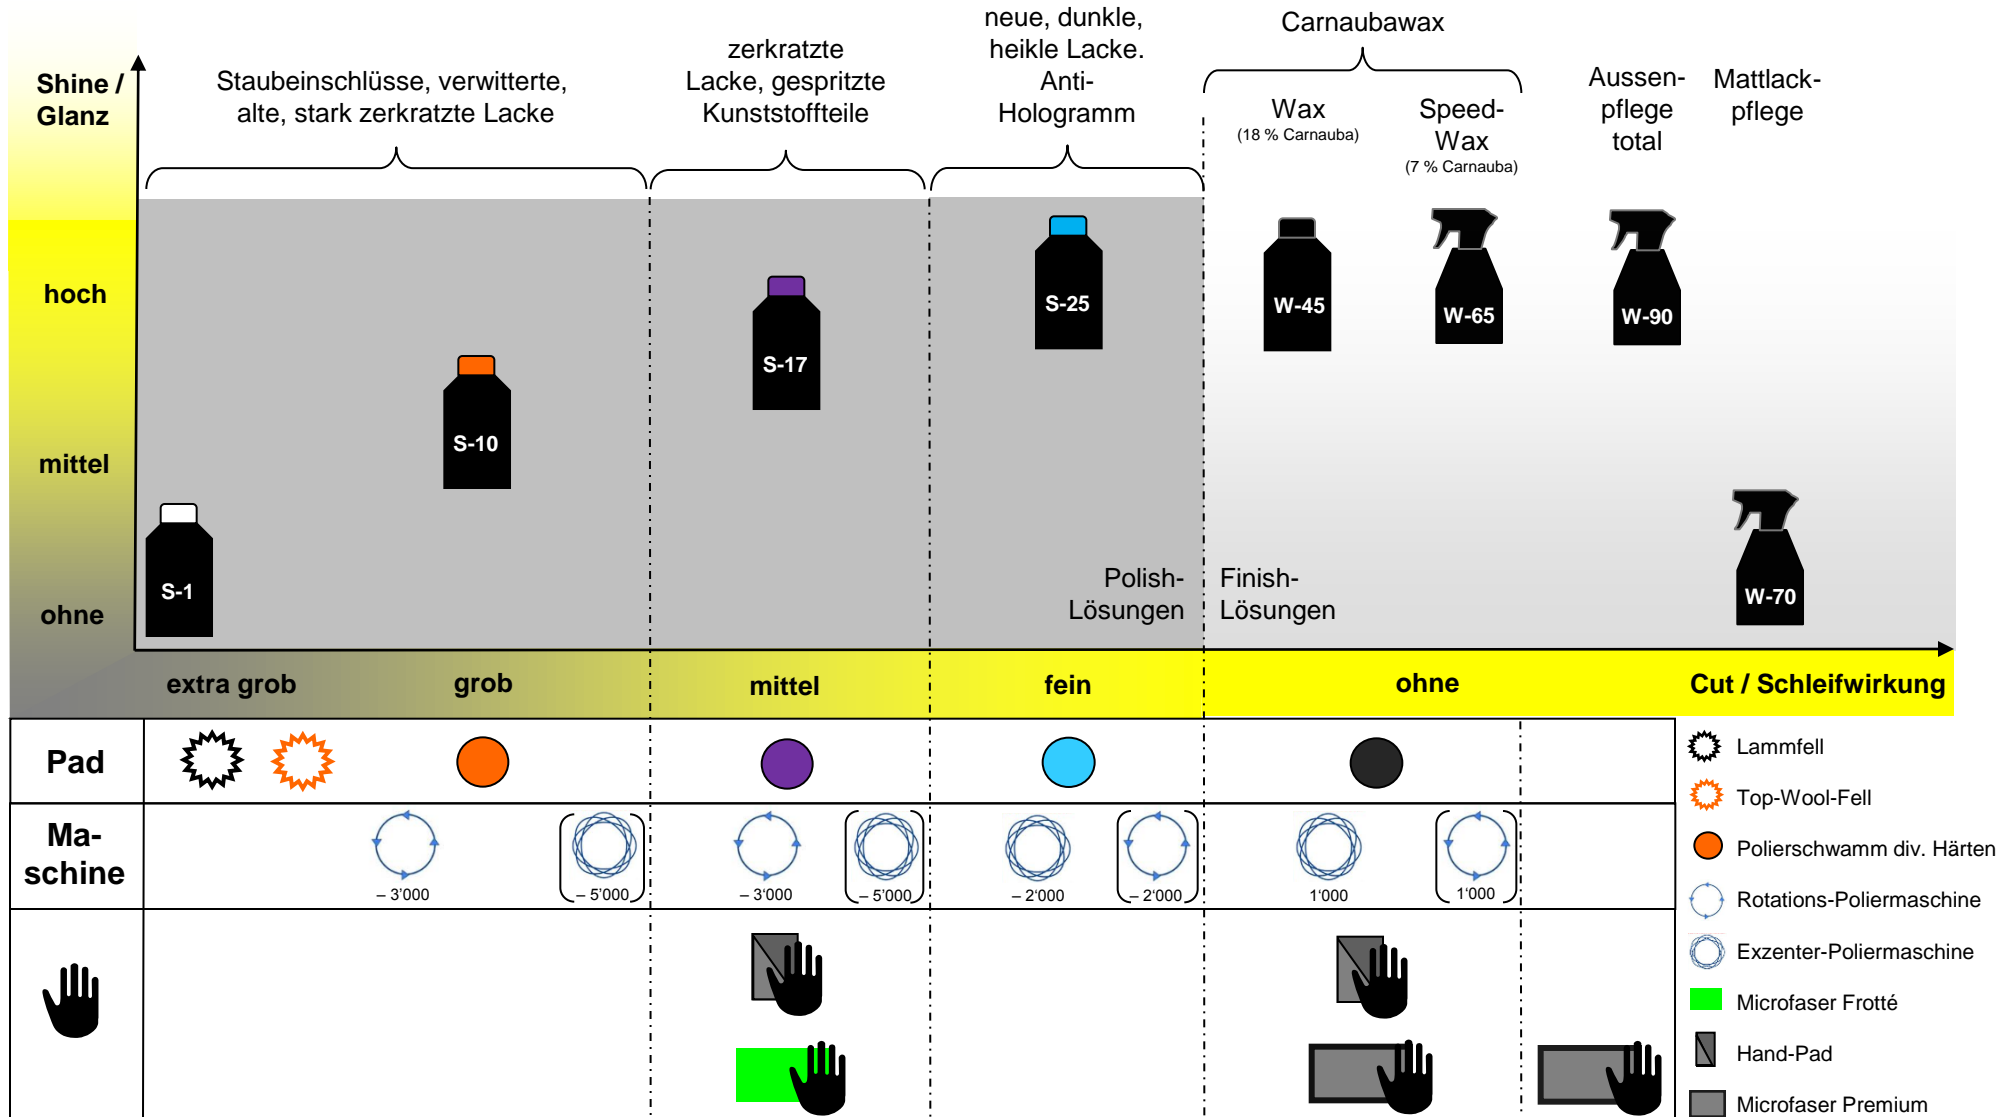 Shine /
Glanz
Staubeinschlüsse, verwitterte,
alte, stark zerkratzte Lacke
zerkratzte
Lacke, gespritzte
Kunststoffteile
neue, dunkle,
heikle Lacke.
Anti-
Hologramm
Carnaubawax
Wax
(18 % Carnauba)
Speed-
Wax
(7 % Carnauba)
Aussen-
pflege
total
Mattlack-
pflege
hoch
mittel
ohne
S-1
S-10
S-17
S-25
W-45
W-65
W-90
W-70
Polish-
Lösungen
Finish-
Lösungen
extra grob
grob
mittel
fein
ohne
Cut / Schleifwirkung
Pad
Ma-
schine
– 3’000
– 5’000
– 3’000
– 5’000
– 2‘000
– 2‘000
1‘000
1‘000
Lammfell
Top-Wool-Fell
Polierschwamm div. Härten
Rotations-Poliermaschine
Exzenter-Poliermaschine
Microfaser Frotté
Hand-Pad
Microfaser Premium